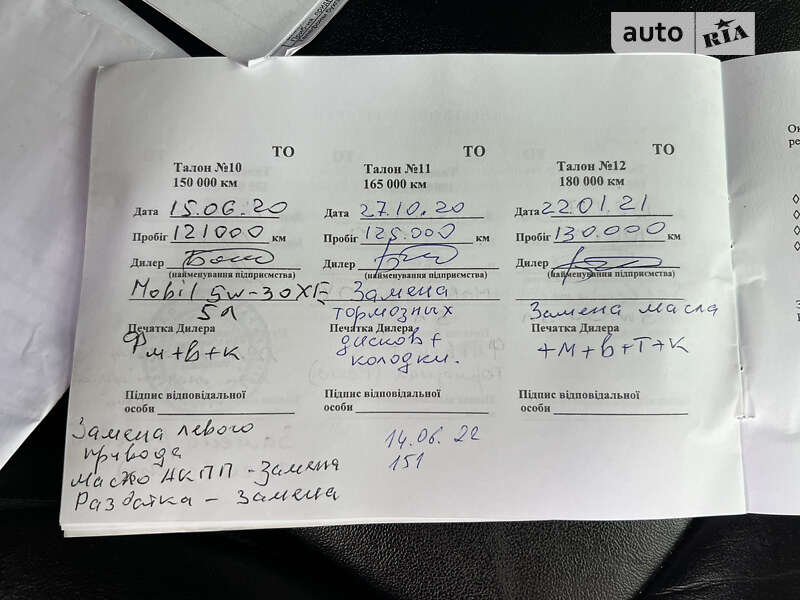 auto RIA
ТО
Талон №10
150 000 км
Дата 15.06.20
Пробіг 121000 км
Дилер
(найменування підприємства)
Mobil 5w-30XE
5л
Печатка Дилера
Ф м+в+к
Підпис відповідальної
особи
Замена левого
привода
масло АКПП - Замена
Раздатка - Замена
ТО
Талон №11
165 000 км
Дата 27.10.20
Пробіг 125.000 км
Дилер
(найменування підприємства)
Замена
тормозных
Печатка Дилера
дисков+
колодки.
Підпис відповідальної
особи
14.06.22
151
ТО
Талон №12
180 000 км
Дата 22.01.21
Пробіг 130.000 км
Дилер
(найменування підприємства)
Замена масла
Печатка Дилера
+М+в+Т+К
Підпис відповідальної
особи